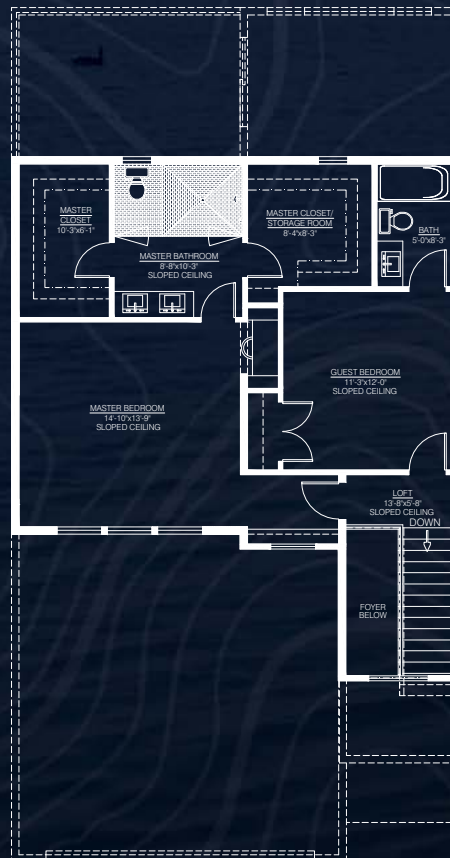 MASTER
CLOSET
10'-3"x6'-1"
MASTER CLOSET/
STORAGE ROOM
8'-4"x8'-3"
BATH
5'-0"x8'-3"
MASTER BATHROOM
8'-8"x10'-3"
SLOPED CEILING
GUEST BEDROOM
11'-3"x12'-0"
SLOPED CEILING
MASTER BEDROOM
14'-10"x13'-9"
SLOPED CEILING
LOFT
13'-8"x5'-8"
SLOPED CEILING
DOWN
FOYER
BELOW